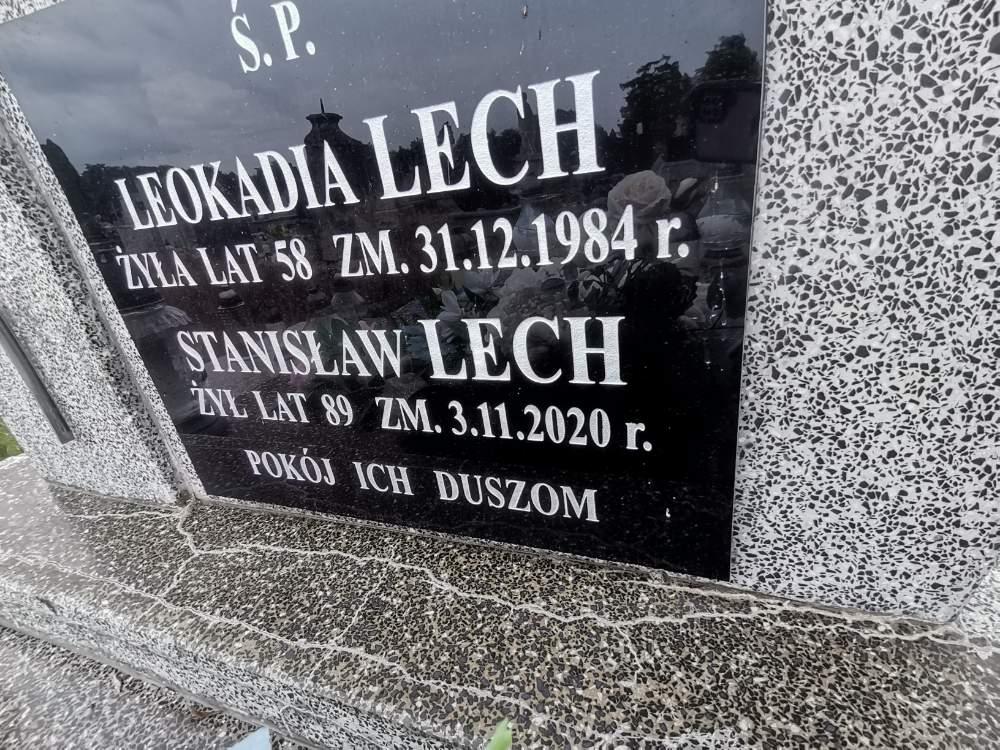 Ś. P.
LEOKADIA LECH
ŻYŁA LAT 58 ZM. 31.12.1984 r.
STANISŁAW LECH
ŻYŁ LAT 89 ZM. 3.11.2020 r.
POKÓJ ICH DUSZOM